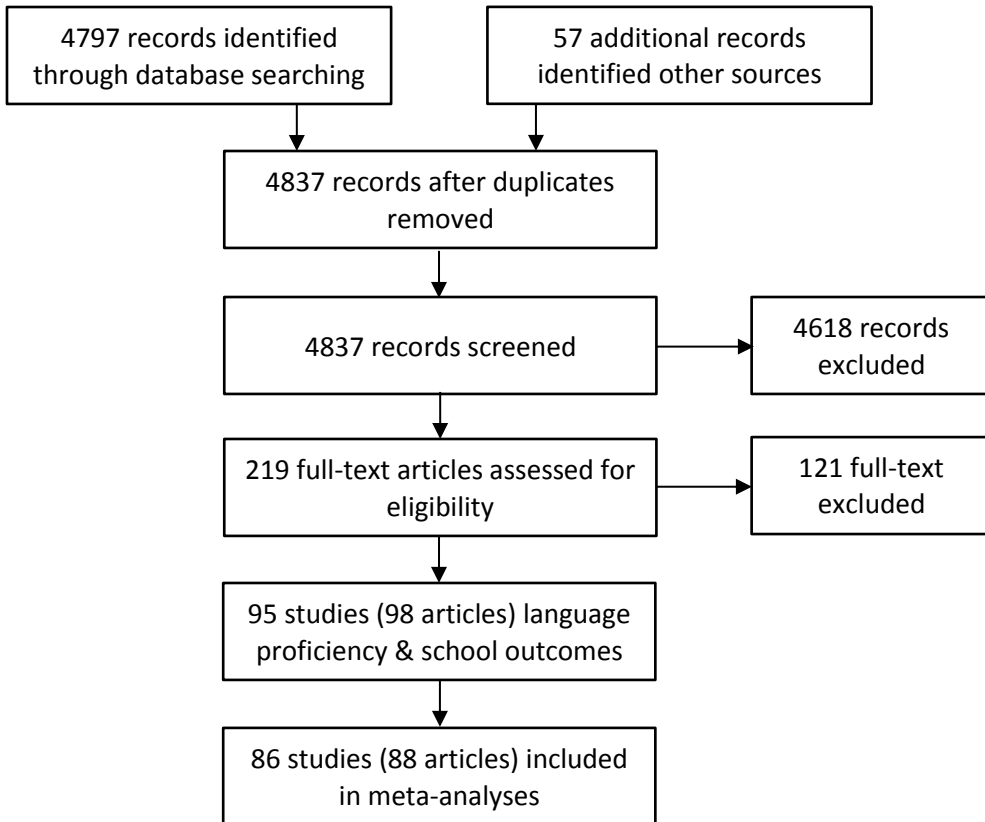 4797 records identified
through database searching
57 additional records
identified other sources
4837 records after duplicates
removed
4837 records screened
4618 records
excluded
219 full-text articles assessed for
eligibility
121 full-text
excluded
95 studies (98 articles) language
proficiency & school outcomes
86 studies (88 articles) included
in meta-analyses